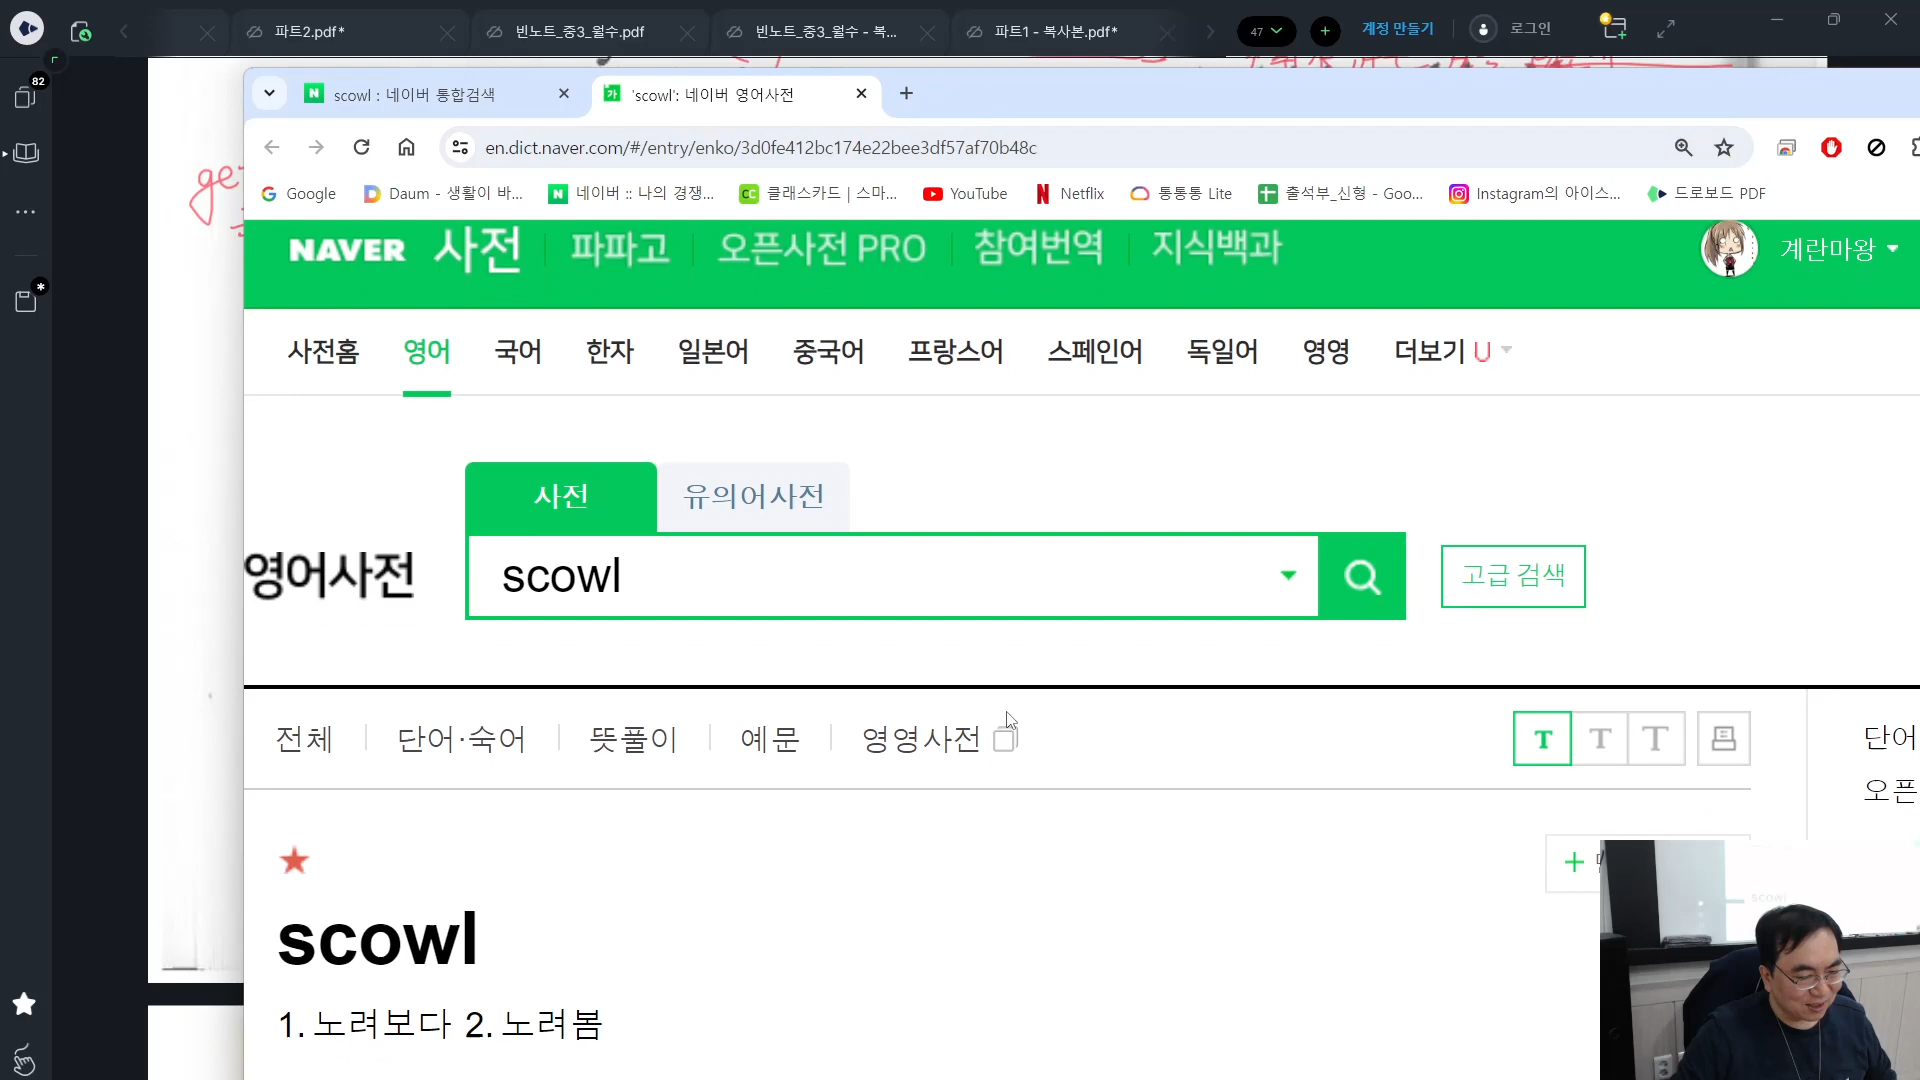 파트2.pdf*
빈노트_중3_월수.pdf
빈노트_중3_월수 - 복...
파트1 - 복사본.pdf*
47
계정 만들기
로그인
82
scowl : 네이버 통합검색
'scowl': 네이버 영어사전
en.dict.naver.com/#/entry/enko/3d0fe412bc174e22bee3df57af70b48c
Google
Daum - 생활이 바...
네이버 :: 나의 경쟁...
클래스카드 | 스마...
YouTube
Netflix
통통통 Lite
출석부_신형 - Goo...
Instagram의 아이스...
드로보드 PDF
ge
NAVER 사전
파파고
오픈사전 PRO
참여번역
지식백과
계란마왕
사전홈
영어
국어
한자
일본어
중국어
프랑스어
스페인어
독일어
영영
더보기
사전
유의어사전
영어사전
scowl
고급 검색
전체
단어·숙어
뜻풀이
예문
영영사전
T T T
단어
오픈
scowl
scowl
1. 노려보다 2. 노려봄